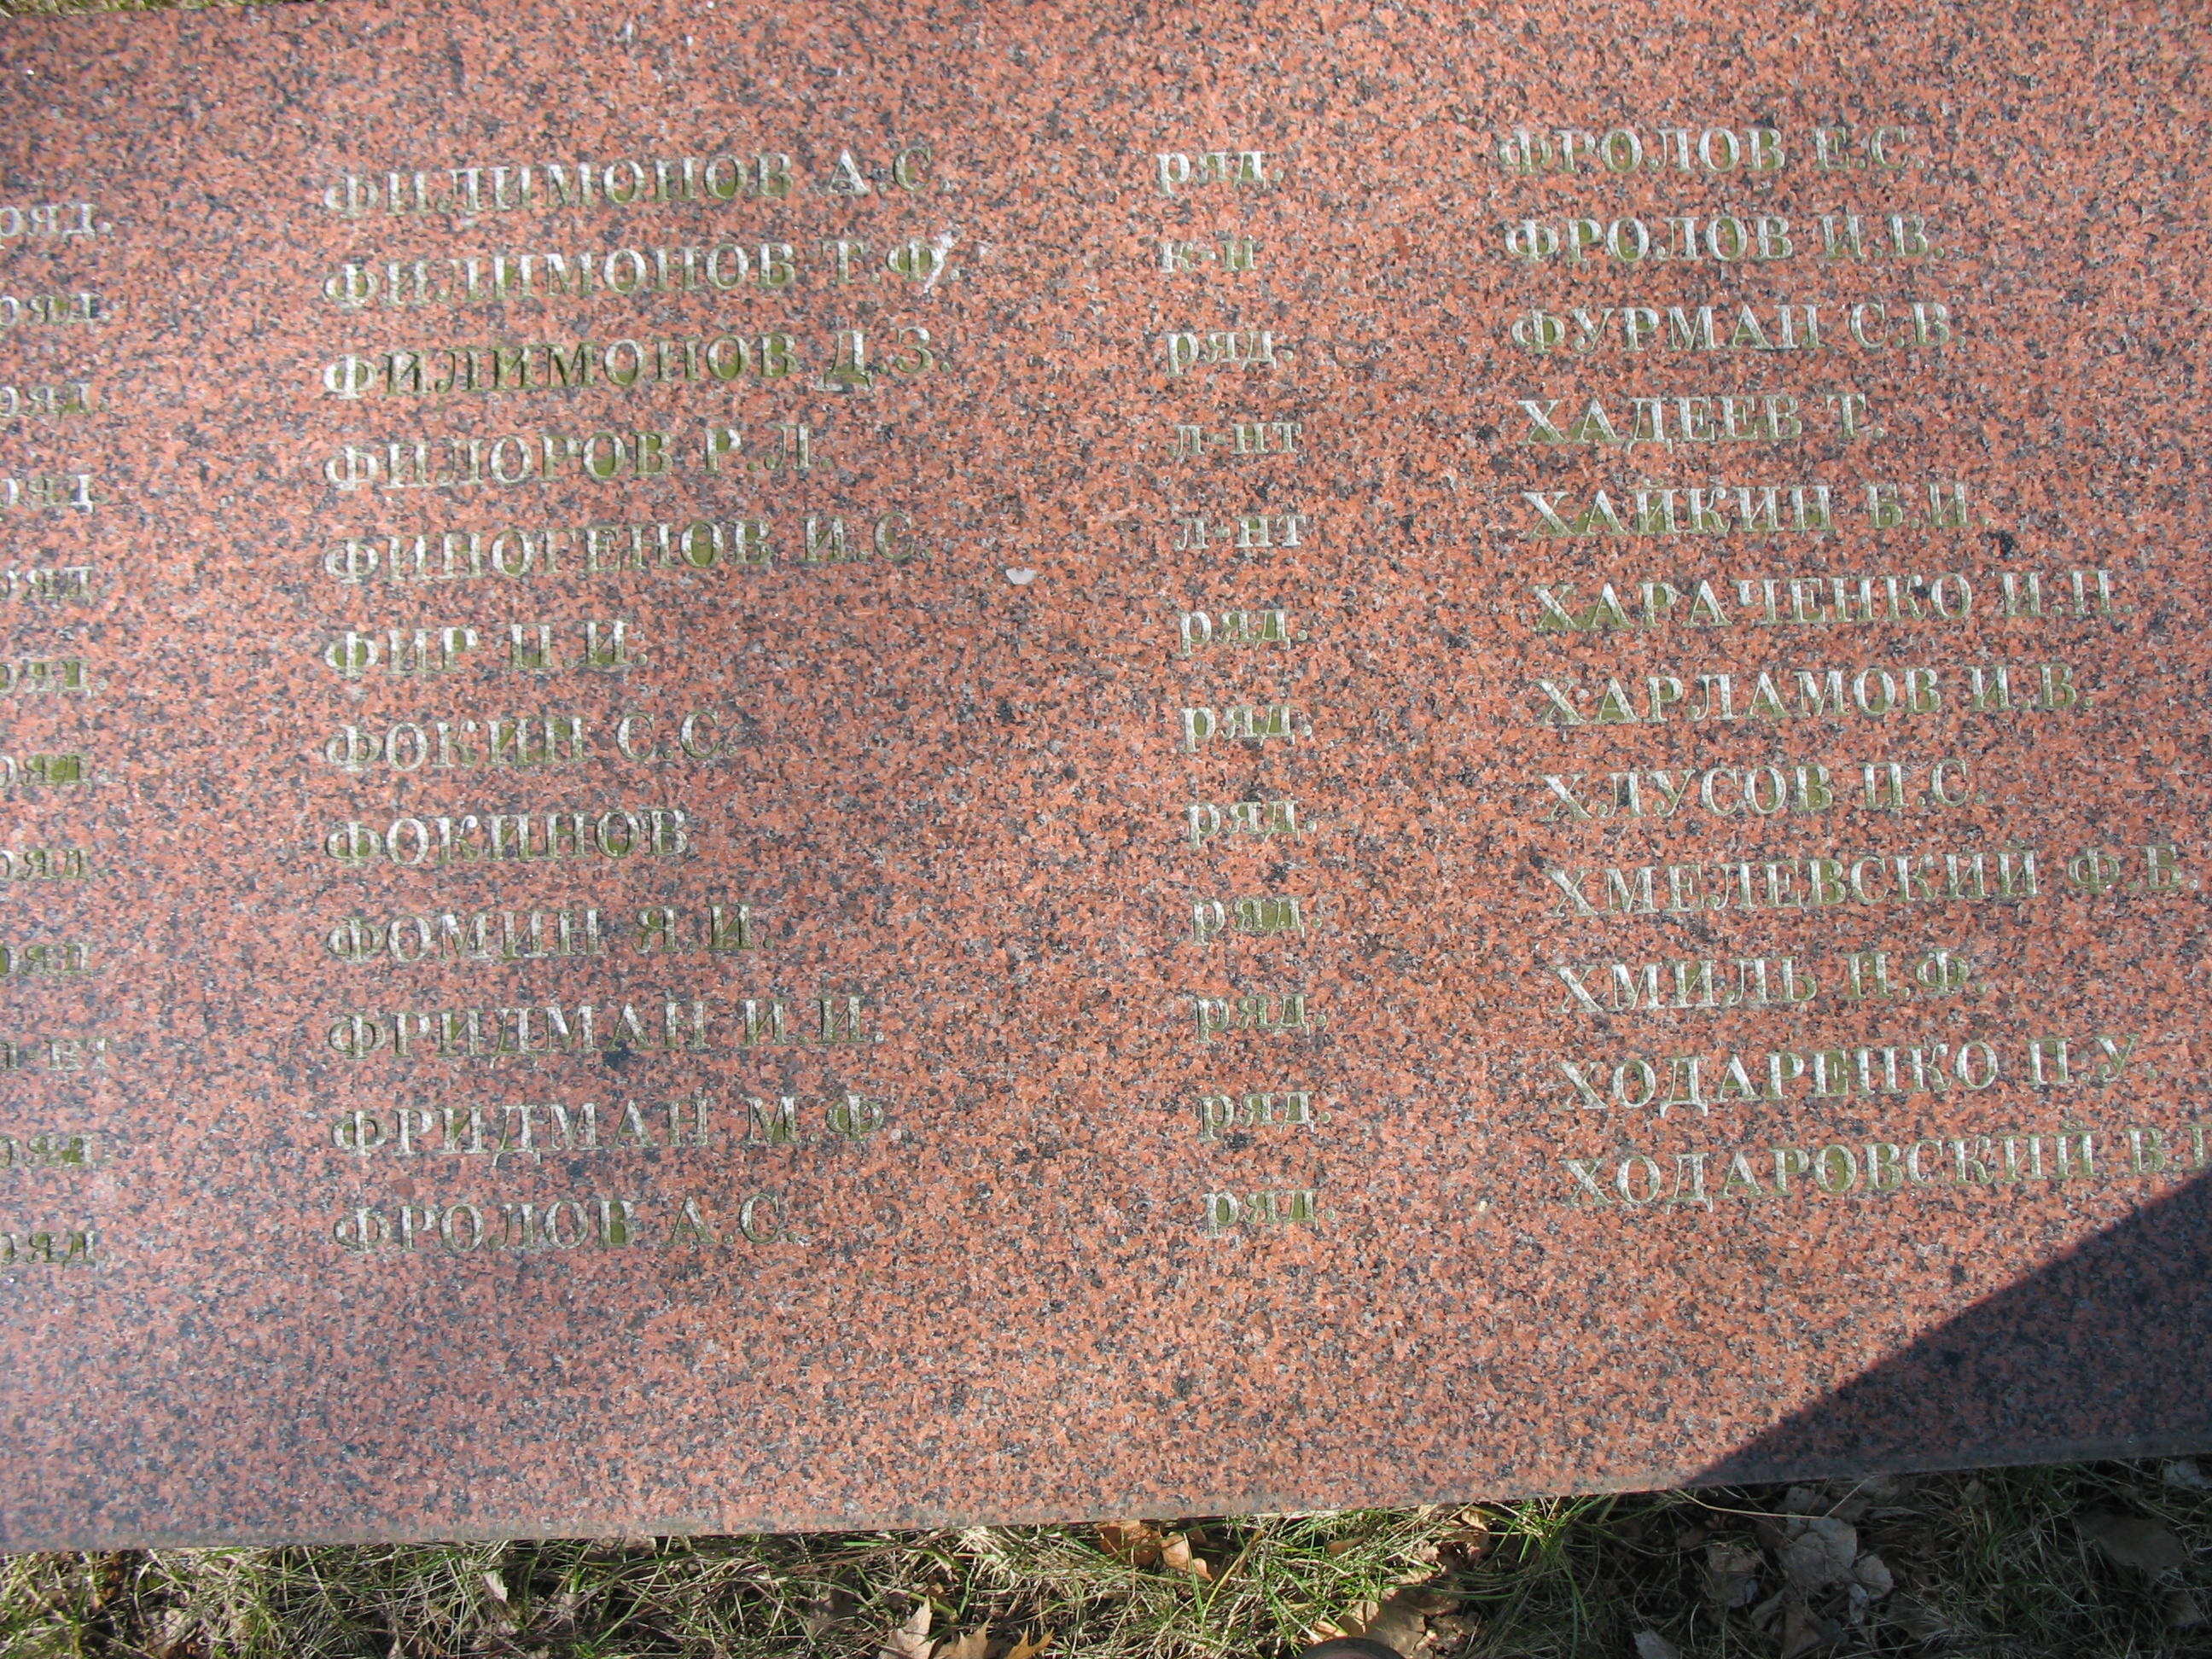 ряд. ФИЛИМОНОВ А.С. ряд. ФРОЛОВ Е.С.
ряд. ФИЛИМОНОВ Т.Ф. к-н ФРОЛОВ И.В.
ряд. ФИЛИМОНОВ Д.З. ряд. ФУРМАН С.В.
ряд. ФИЛОРОВ Р.Л. л-нт ХАДЕЕВ Т.
ряд. ФИНОГЕНОВ И.С. л-нт ХАЙКИН Б.И.
ряд. ФИР П.И. ряд. ХАРАЧЕНКО И.П.
ряд. ФОКИН С.С. ряд. ХАРЛАМОВ И.В.
ряд. ФОКИНОВ ряд. ХЛУСОВ П.С.
ряд. ФОМИН Я.И. ряд. ХМЕЛЕВСКИЙ Ф.В.
ФРИДМАН И.И. ряд. ХМИЛЬ Н.Ф.
ряд. ФРИДМАН М.Ф. ряд. ХОДАРЕНКО П.У.
ряд. ФРОЛОВ А.С. ряд. ХОДАРОВСКИЙ В.